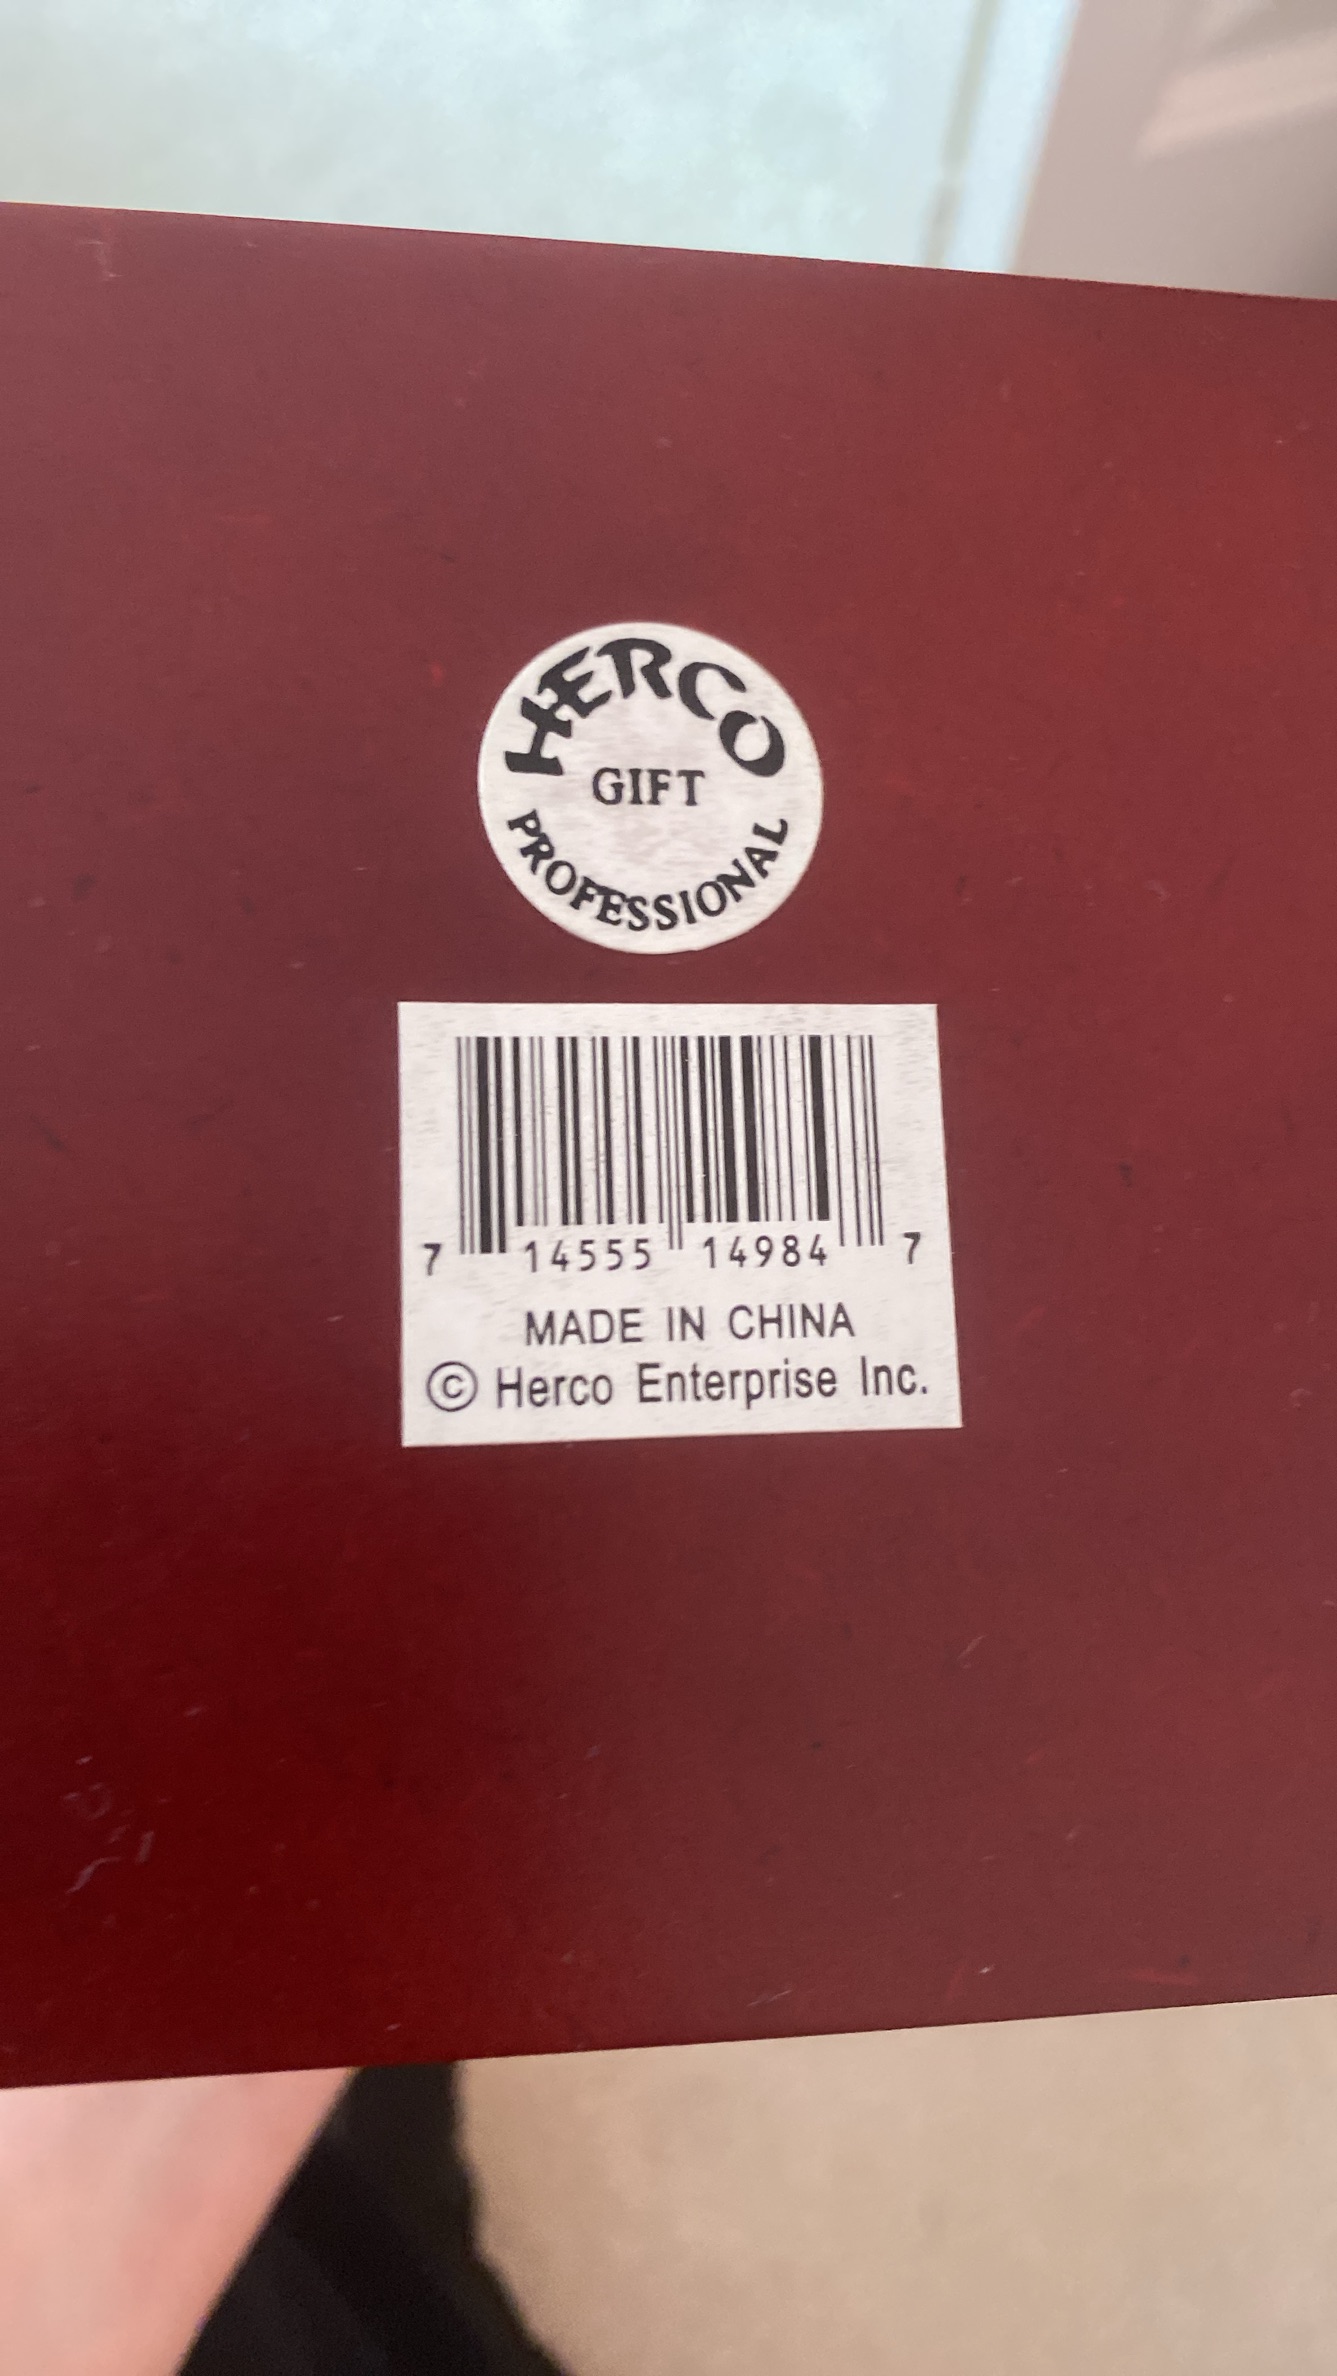 HERCO
GIFT
PROFESSIONAL
7 14555 14984 7
MADE IN CHINA
© Herco Enterprise Inc.